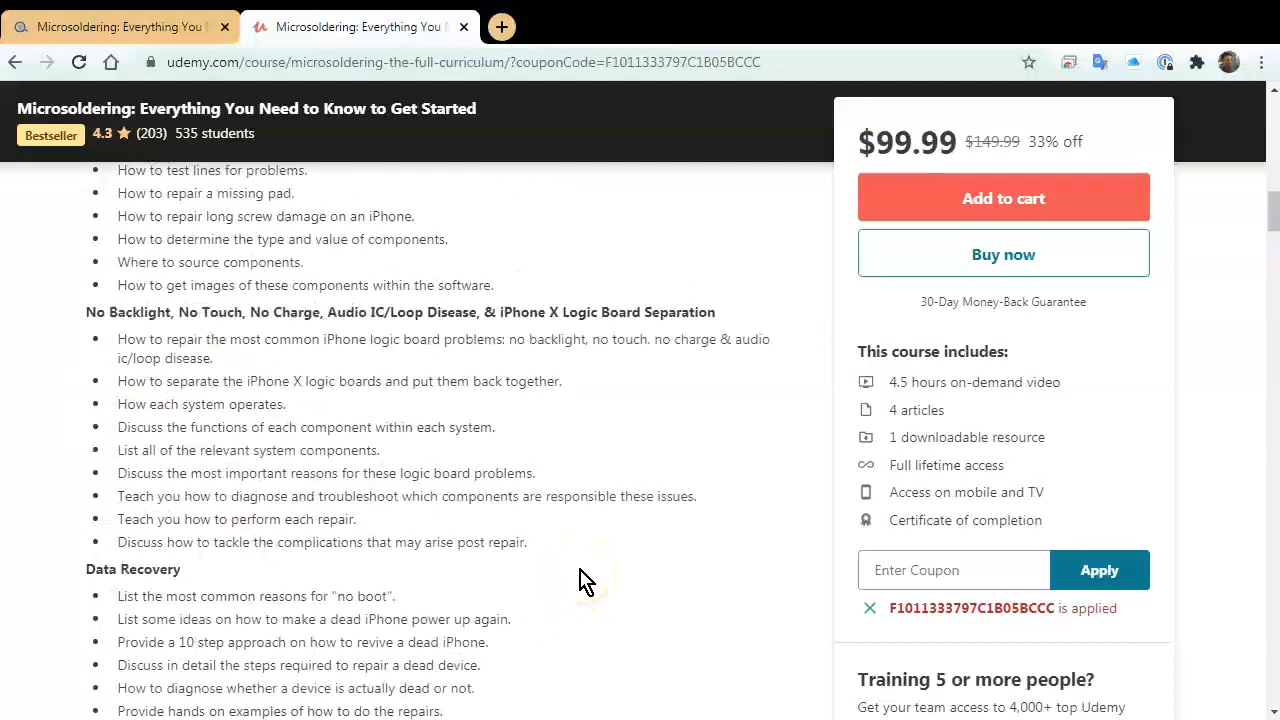 Microsoldering: Everything You
Microsoldering: Everything You
udemy.com/course/microsoldering-the-full-curriculum/?couponCode=F1011333797C1B05BCCC
Microsoldering: Everything You Need to Know to Get Started
Bestseller 4.3 (203) 535 students
How to test lines for problems.
How to repair a missing pad.
How to repair long screw damage on an iPhone.
How to determine the type and value of components.
Where to source components.
How to get images of these components within the software.
No Backlight, No Touch, No Charge, Audio IC/Loop Disease, & iPhone X Logic Board Separation
How to repair the most common iPhone logic board problems: no backlight, no touch. no charge & audio
ic/loop disease.
How to separate the iPhone X logic boards and put them back together.
How each system operates.
Discuss the functions of each component within each system.
List all of the relevant system components.
Discuss the most important reasons for these logic board problems.
Teach you how to diagnose and troubleshoot which components are responsible these issues.
Teach you how to perform each repair.
Discuss how to tackle the complications that may arise post repair.
Data Recovery
List the most common reasons for "no boot".
List some ideas on how to make a dead iPhone power up again.
Provide a 10 step approach on how to revive a dead iPhone.
Discuss in detail the steps required to repair a dead device.
How to diagnose whether a device is actually dead or not.
Provide hands on examples of how to do the repairs.
$99.99 $149.99 33% off
Add to cart
Buy now
30-Day Money-Back Guarantee
This course includes:
4.5 hours on-demand video
4 articles
1 downloadable resource
Full lifetime access
Access on mobile and TV
Certificate of completion
Enter Coupon Apply
F1011333797C1B05BCCC is applied
Training 5 or more people?
Get your team access to 4,000+ top Udemy